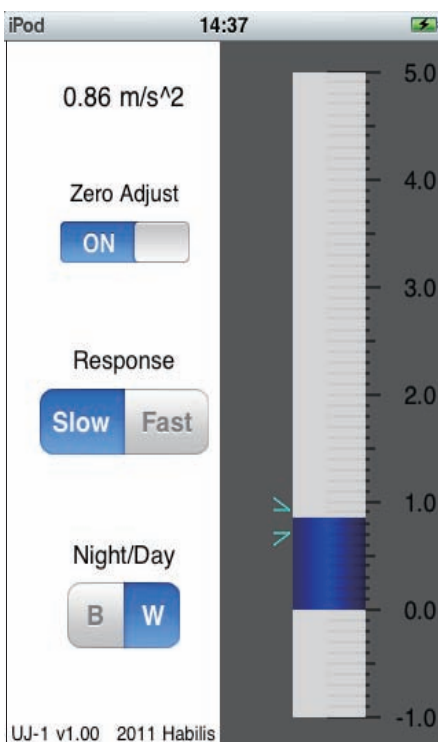 iPod 14:37
0.86 m/s^2
Zero Adjust
ON
Response
Slow Fast
Night/Day
B W
UJ-1 v1.00 2011 Habilis
5.0
4.0
3.0
2.0
1.0
0.0
-1.0